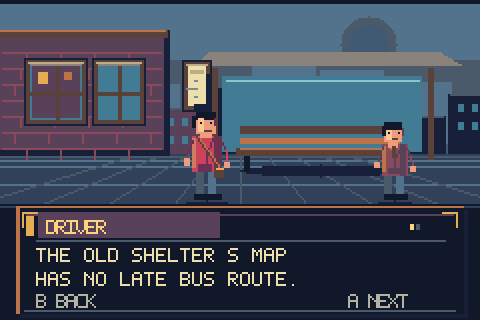 DRIVER
THE OLD SHELTER S MAP
HAS NO LATE BUS ROUTE.
B BACK
A NEXT